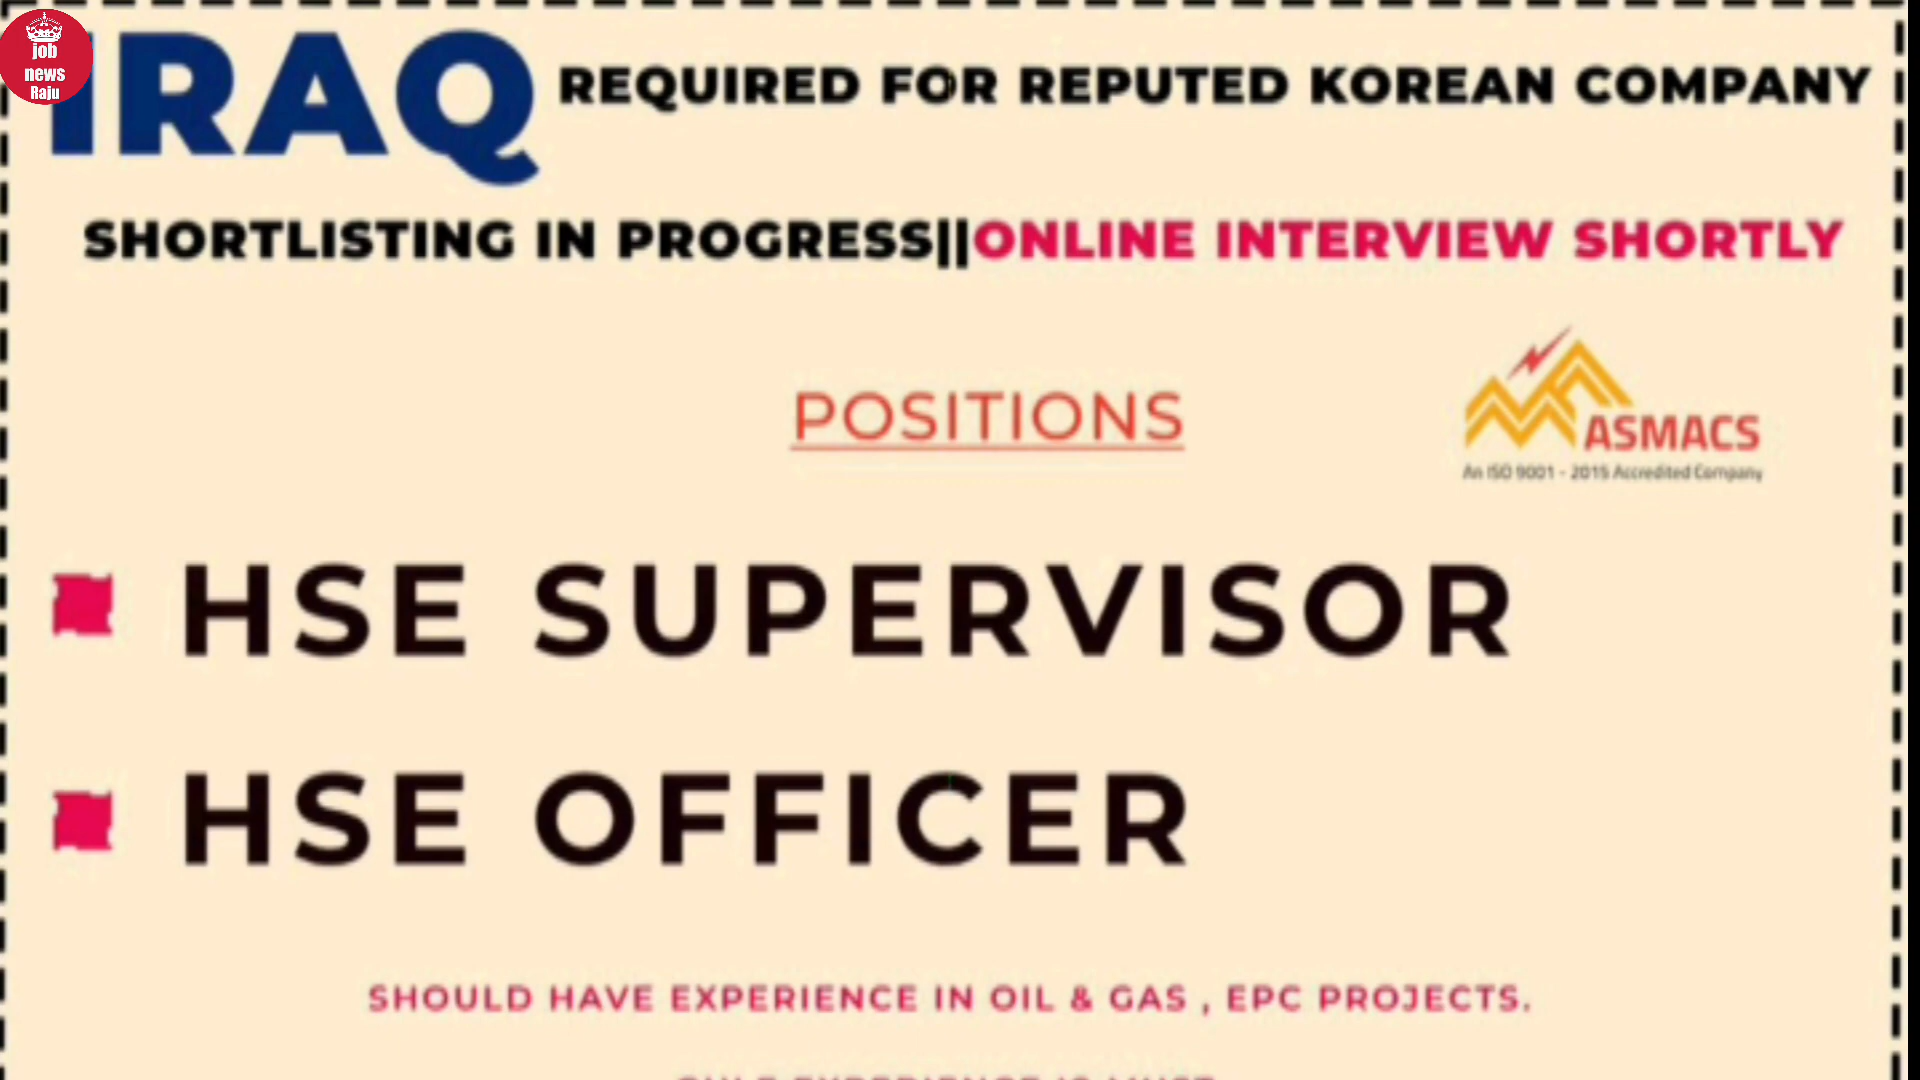 job
news
Raju
IRAQ REQUIRED FOR REPUTED KOREAN COMPANY
SHORTLISTING IN PROGRESS||ONLINE INTERVIEW SHORTLY
POSITIONS
ASMACS
An ISO 9001 - 2015 Accredited Company
HSE SUPERVISOR
HSE OFFICER
SHOULD HAVE EXPERIENCE IN OIL & GAS , EPC PROJECTS.